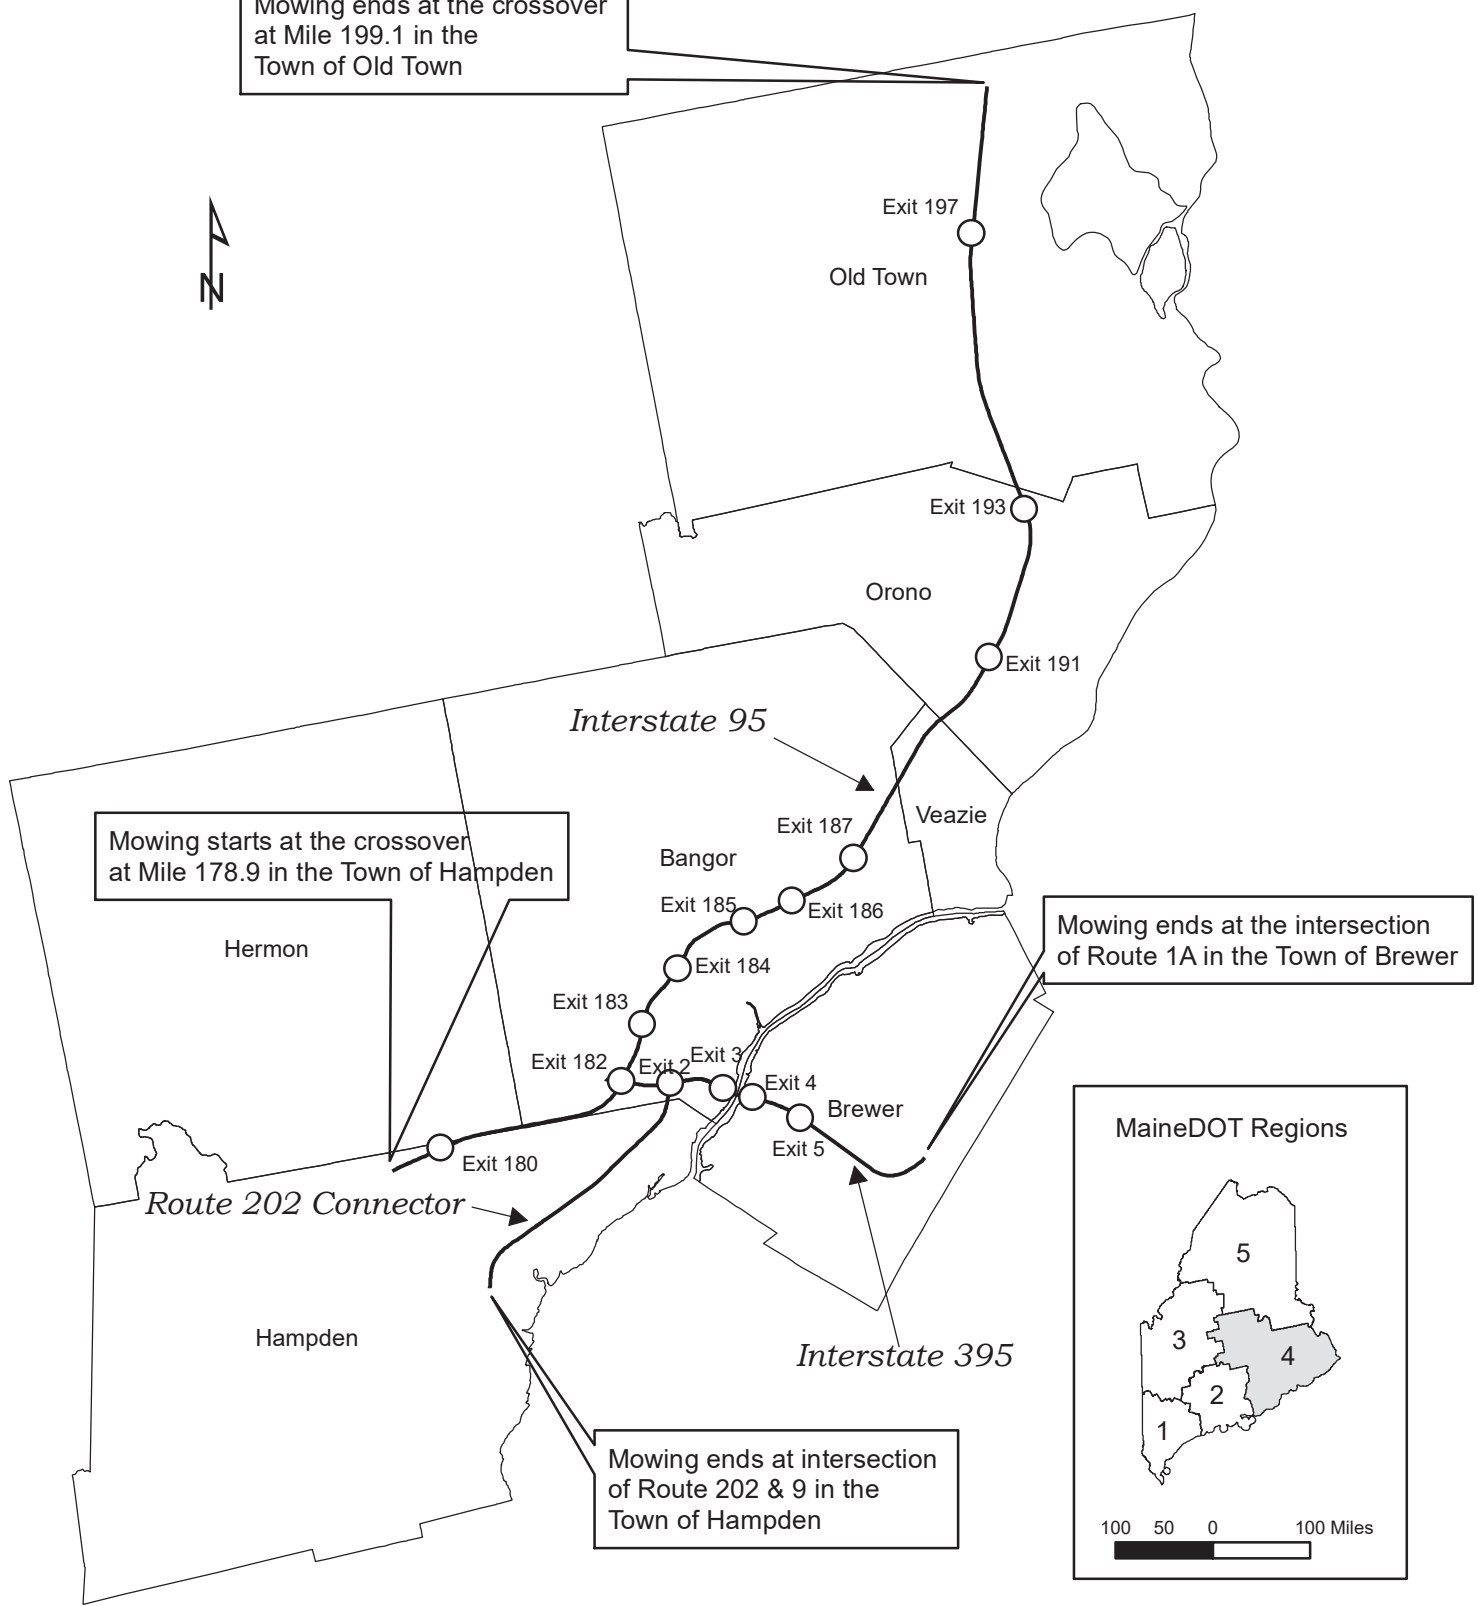 Mowing ends at the crossover
at Mile 199.1 in the
Town of Old Town
Exit 197
Old Town
N
Exit 193
Orono
Exit 191
Interstate 95
Veazie
Exit 187
Mowing starts at the crossover
at Mile 178.9 in the Town of Hampden
Bangor
Exit 185
Exit 186
Mowing ends at the intersection
of Route 1A in the Town of Brewer
Hermon
Exit 184
Exit 183
Exit 182
Exit 2
Exit 3
Exit 4
Brewer
Exit 5
Exit 180
Route 202 Connector
Hampden
Interstate 395
Mowing ends at intersection
of Route 202 & 9 in the
Town of Hampden
MaineDOT Regions
5
3
4
2
1
100 50 0 100 Miles